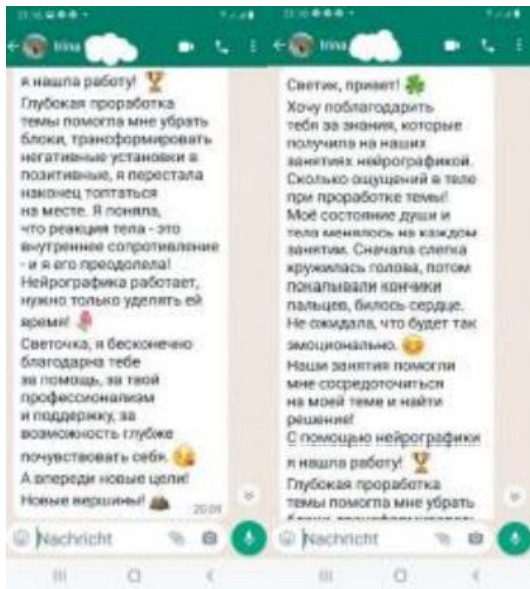 Irina
я нашла работу! 🏆
Глубокая проработка
темы помогла мне убрать
блоки, трансформировать
негативные установки в
позитивные, я перестала
наконец топтаться
на месте. Я поняла,
что реакция тела - это
внутреннее сопротивление
- и я его преодолела!
Нейрографика работает,
нужно только уделять ей
время! 🌷
Светочка, я бесконечно
благодарна тебе
за помощь, за твой
профессионализм
и поддержку, за
возможность глубже
почувствовать себя. 😘
А впереди новые цели!
Новые вершины!
20:09
Nachricht
Irina
Светик, привет! 🍀
Хочу поблагодарить
тебя за знания, которые
получила на наших
занятиях нейрографикой.
Сколько ощущений в теле
при проработке темы!
Моё состояние души и
тела менялось на каждом
занятии. Сначала слегка
кружилась голова, потом
покалывали кончики
пальцев, билось сердце.
Не ожидала, что будет так
эмоционально. 😊
Наши занятия помогли
мне сосредоточиться
на моей теме и найти
решение!
С помощью нейрографики
я нашла работу! 🏆
Глубокая проработка
темы помогла мне убрать
Nachricht